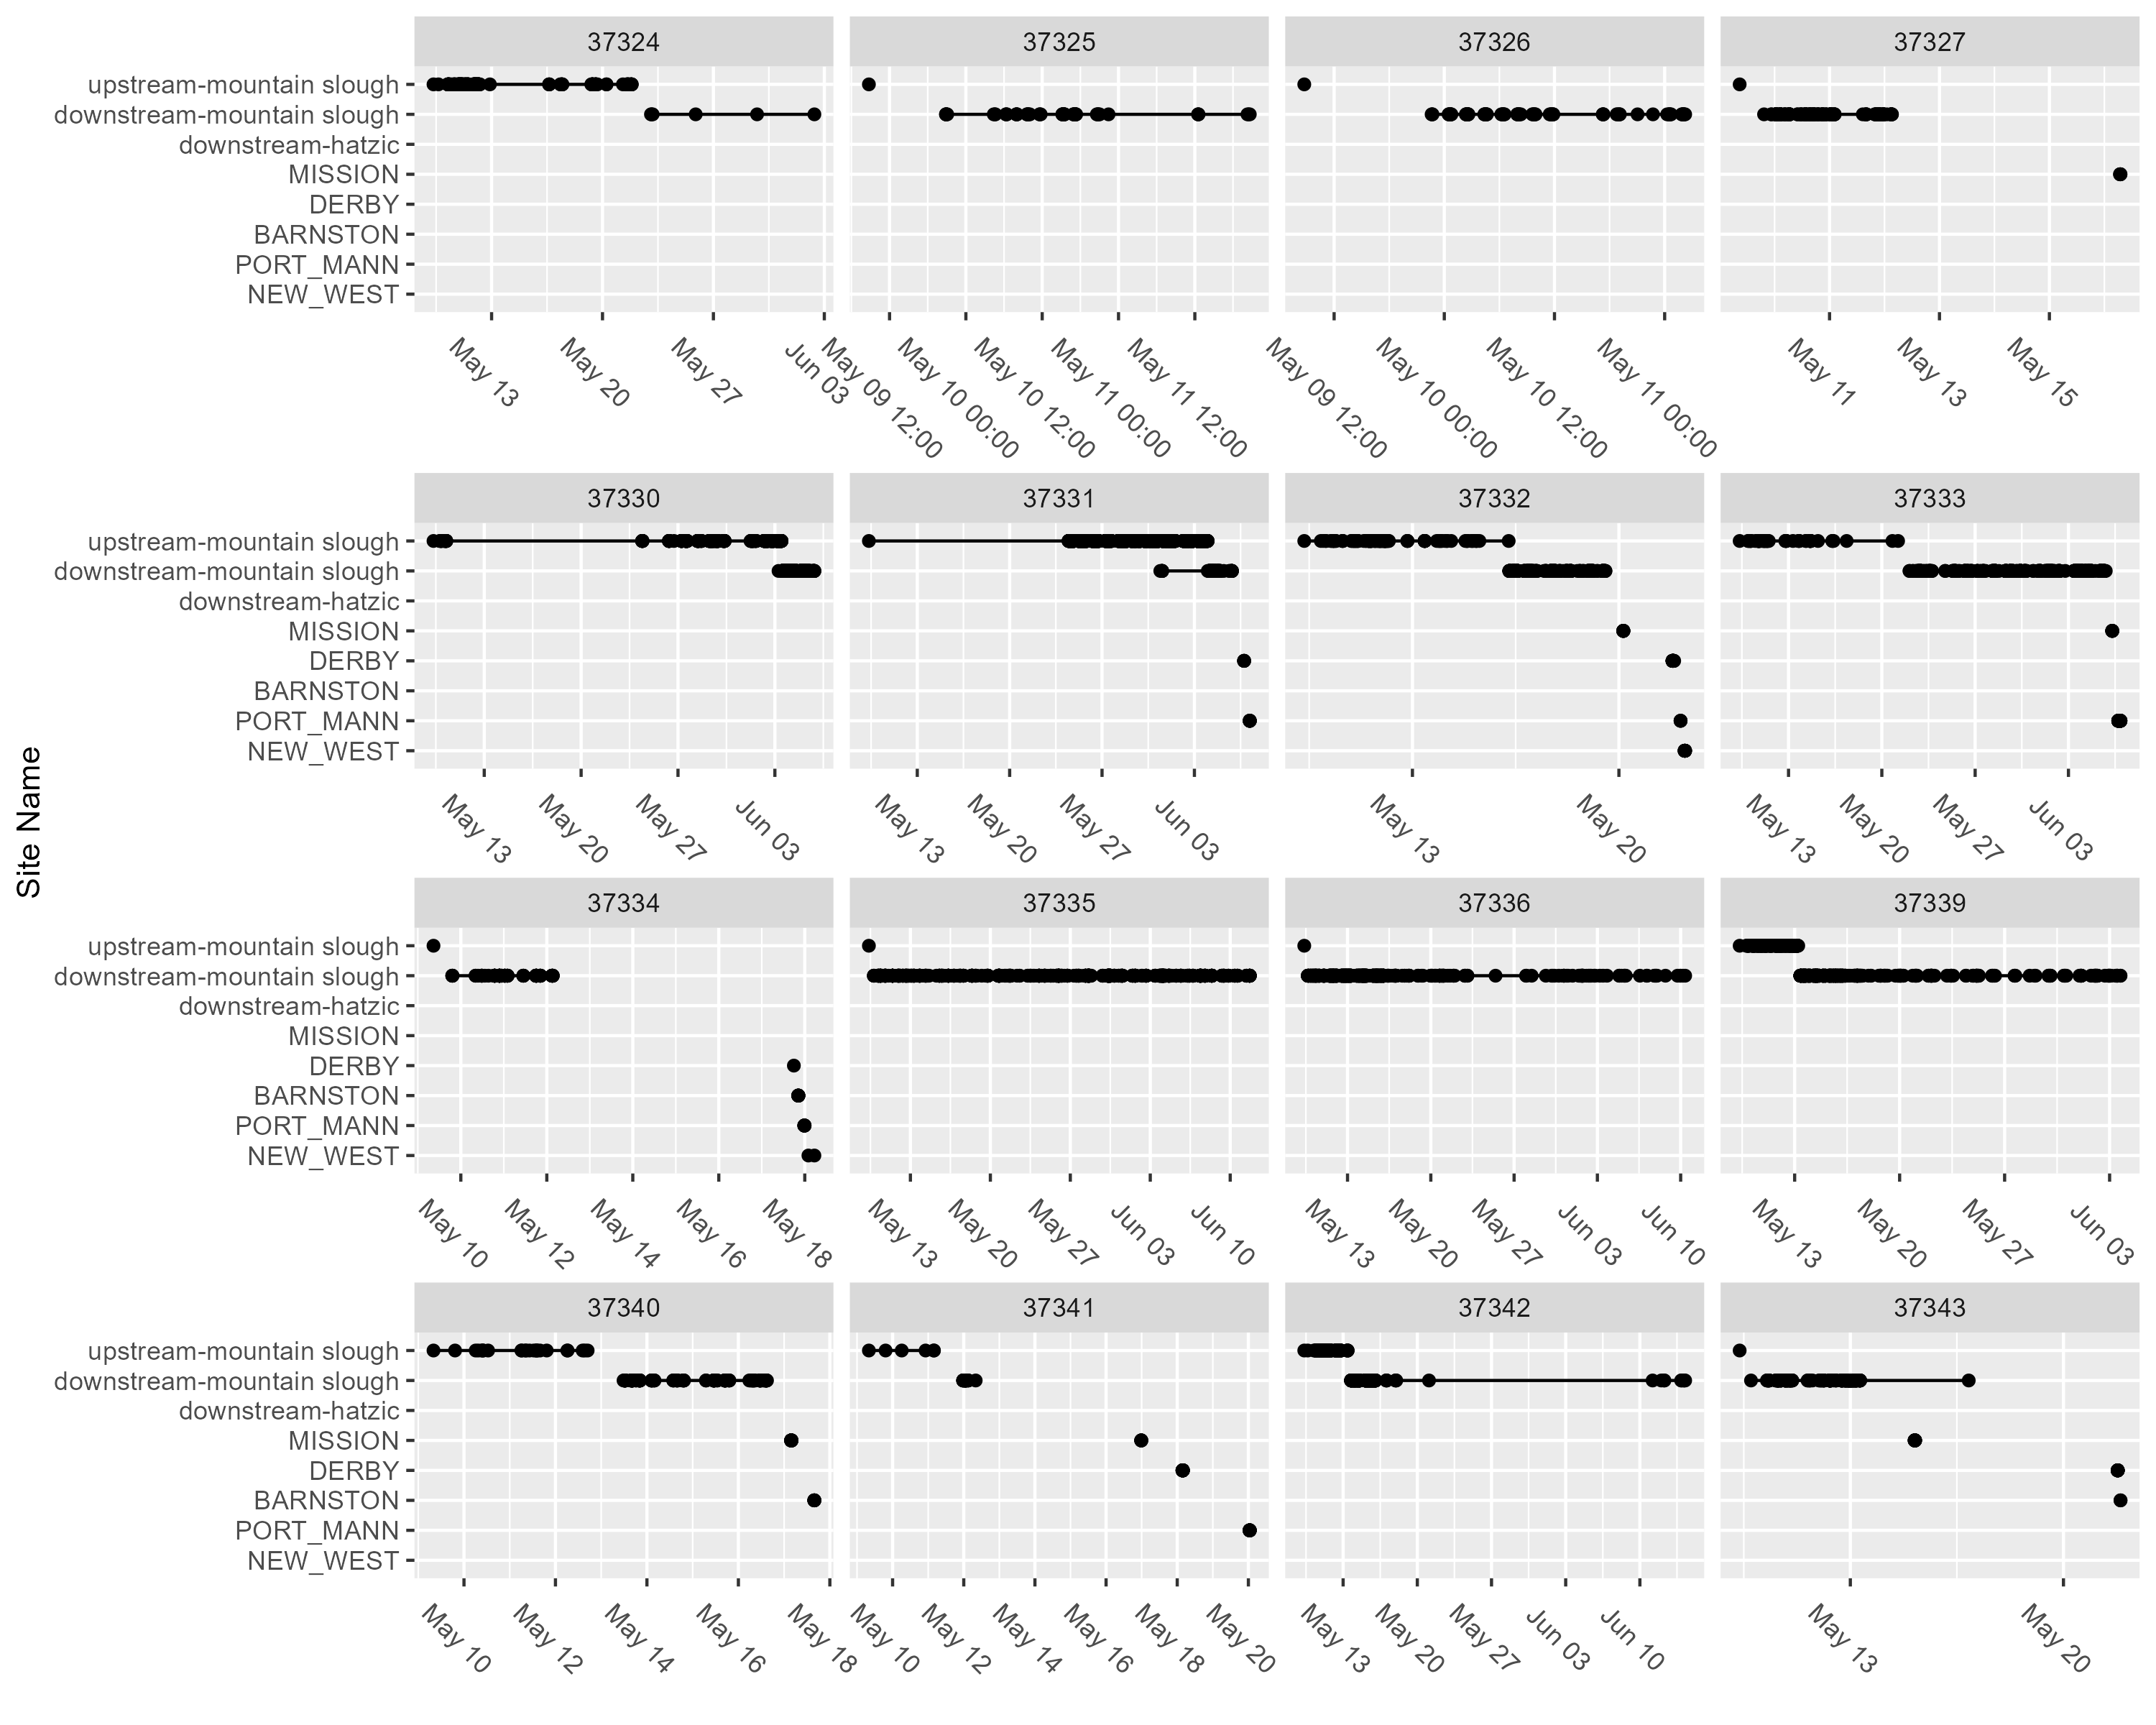 37324 37325 37326 37327
upstream-mountain slough
downstream-mountain slough
downstream-hatzic
MISSION
DERBY
BARNSTON
PORT_MANN
NEW_WEST
May 13 May 20 May 27 Jun 03 May 09 12:00 May 10 00:00 May 10 12:00 May 11 00:00 May 11 12:00 May 09 12:00 May 10 00:00 May 10 12:00 May 11 00:00 May 11 May 13 May 15
37330 37331 37332 37333
upstream-mountain slough
downstream-mountain slough
downstream-hatzic
MISSION
DERBY
BARNSTON
PORT_MANN
NEW_WEST
May 13 May 20 May 27 Jun 03 May 13 May 20 May 27 Jun 03 May 13 May 20 May 13 May 20 May 27 Jun 03
Site Name
37334 37335 37336 37339
upstream-mountain slough
downstream-mountain slough
downstream-hatzic
MISSION
DERBY
BARNSTON
PORT_MANN
NEW_WEST
May 10 May 12 May 14 May 16 May 18 May 13 May 20 May 27 Jun 03 Jun 10 May 13 May 20 May 27 Jun 03 Jun 10 May 13 May 20 May 27 Jun 03
37340 37341 37342 37343
upstream-mountain slough
downstream-mountain slough
downstream-hatzic
MISSION
DERBY
BARNSTON
PORT_MANN
NEW_WEST
May 10 May 12 May 14 May 16 May 18 May 10 May 12 May 14 May 16 May 18 May 20 May 13 May 20 May 27 Jun 03 Jun 10 May 13 May 20